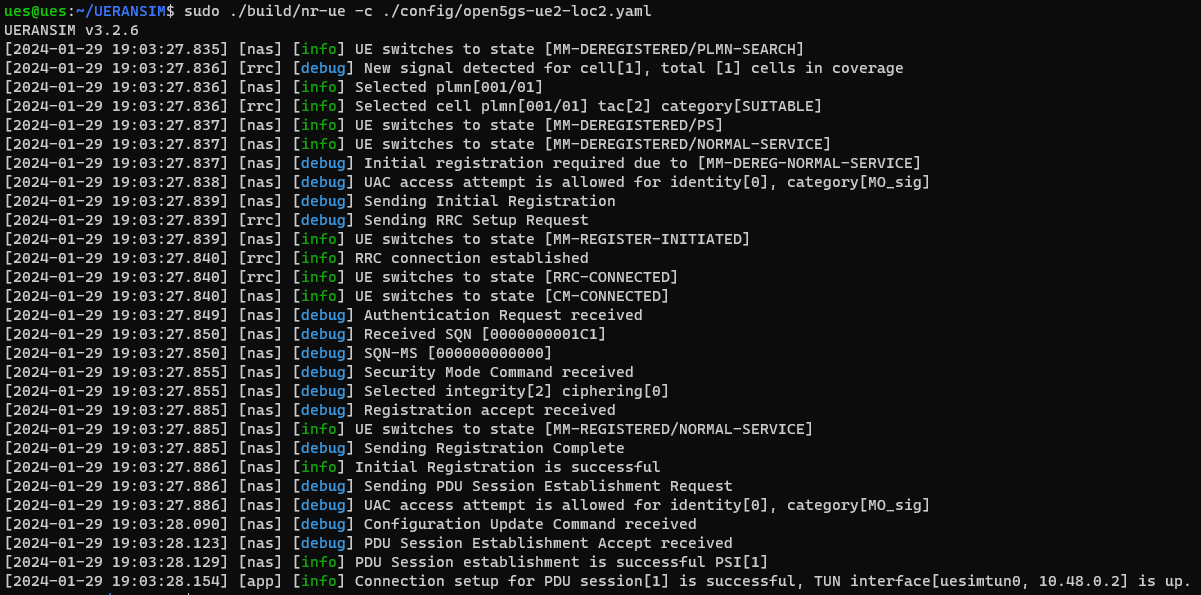 ues@ues:~/UERANSIM$ sudo ./build/nr-ue -c ./config/open5gs-ue2-loc2.yaml
UERANSIM v3.2.6
[2024-01-29 19:03:27.835] [nas] [info] UE switches to state [MM-DEREGISTERED/PLMN-SEARCH]
[2024-01-29 19:03:27.836] [rrc] [debug] New signal detected for cell[1], total [1] cells in coverage
[2024-01-29 19:03:27.836] [nas] [info] Selected plmn[001/01]
[2024-01-29 19:03:27.836] [rrc] [info] Selected cell plmn[001/01] tac[2] category[SUITABLE]
[2024-01-29 19:03:27.837] [nas] [info] UE switches to state [MM-DEREGISTERED/PS]
[2024-01-29 19:03:27.837] [nas] [info] UE switches to state [MM-DEREGISTERED/NORMAL-SERVICE]
[2024-01-29 19:03:27.837] [nas] [debug] Initial registration required due to [MM-DEREG-NORMAL-SERVICE]
[2024-01-29 19:03:27.838] [nas] [debug] UAC access attempt is allowed for identity[0], category[MO_sig]
[2024-01-29 19:03:27.839] [nas] [debug] Sending Initial Registration
[2024-01-29 19:03:27.839] [rrc] [debug] Sending RRC Setup Request
[2024-01-29 19:03:27.839] [nas] [info] UE switches to state [MM-REGISTER-INITIATED]
[2024-01-29 19:03:27.840] [rrc] [info] RRC connection established
[2024-01-29 19:03:27.840] [rrc] [info] UE switches to state [RRC-CONNECTED]
[2024-01-29 19:03:27.840] [nas] [info] UE switches to state [CM-CONNECTED]
[2024-01-29 19:03:27.849] [nas] [debug] Authentication Request received
[2024-01-29 19:03:27.850] [nas] [debug] Received SQN [0000000001C1]
[2024-01-29 19:03:27.850] [nas] [debug] SQN-MS [000000000000]
[2024-01-29 19:03:27.855] [nas] [debug] Security Mode Command received
[2024-01-29 19:03:27.855] [nas] [debug] Selected integrity[2] ciphering[0]
[2024-01-29 19:03:27.885] [nas] [debug] Registration accept received
[2024-01-29 19:03:27.885] [nas] [info] UE switches to state [MM-REGISTERED/NORMAL-SERVICE]
[2024-01-29 19:03:27.885] [nas] [debug] Sending Registration Complete
[2024-01-29 19:03:27.886] [nas] [info] Initial Registration is successful
[2024-01-29 19:03:27.886] [nas] [debug] Sending PDU Session Establishment Request
[2024-01-29 19:03:27.886] [nas] [debug] UAC access attempt is allowed for identity[0], category[MO_sig]
[2024-01-29 19:03:28.090] [nas] [debug] Configuration Update Command received
[2024-01-29 19:03:28.123] [nas] [debug] PDU Session Establishment Accept received
[2024-01-29 19:03:28.129] [nas] [info] PDU Session establishment is successful PSI[1]
[2024-01-29 19:03:28.154] [app] [info] Connection setup for PDU session[1] is successful, TUN interface[uesimtun0, 10.48.0.2] is up.